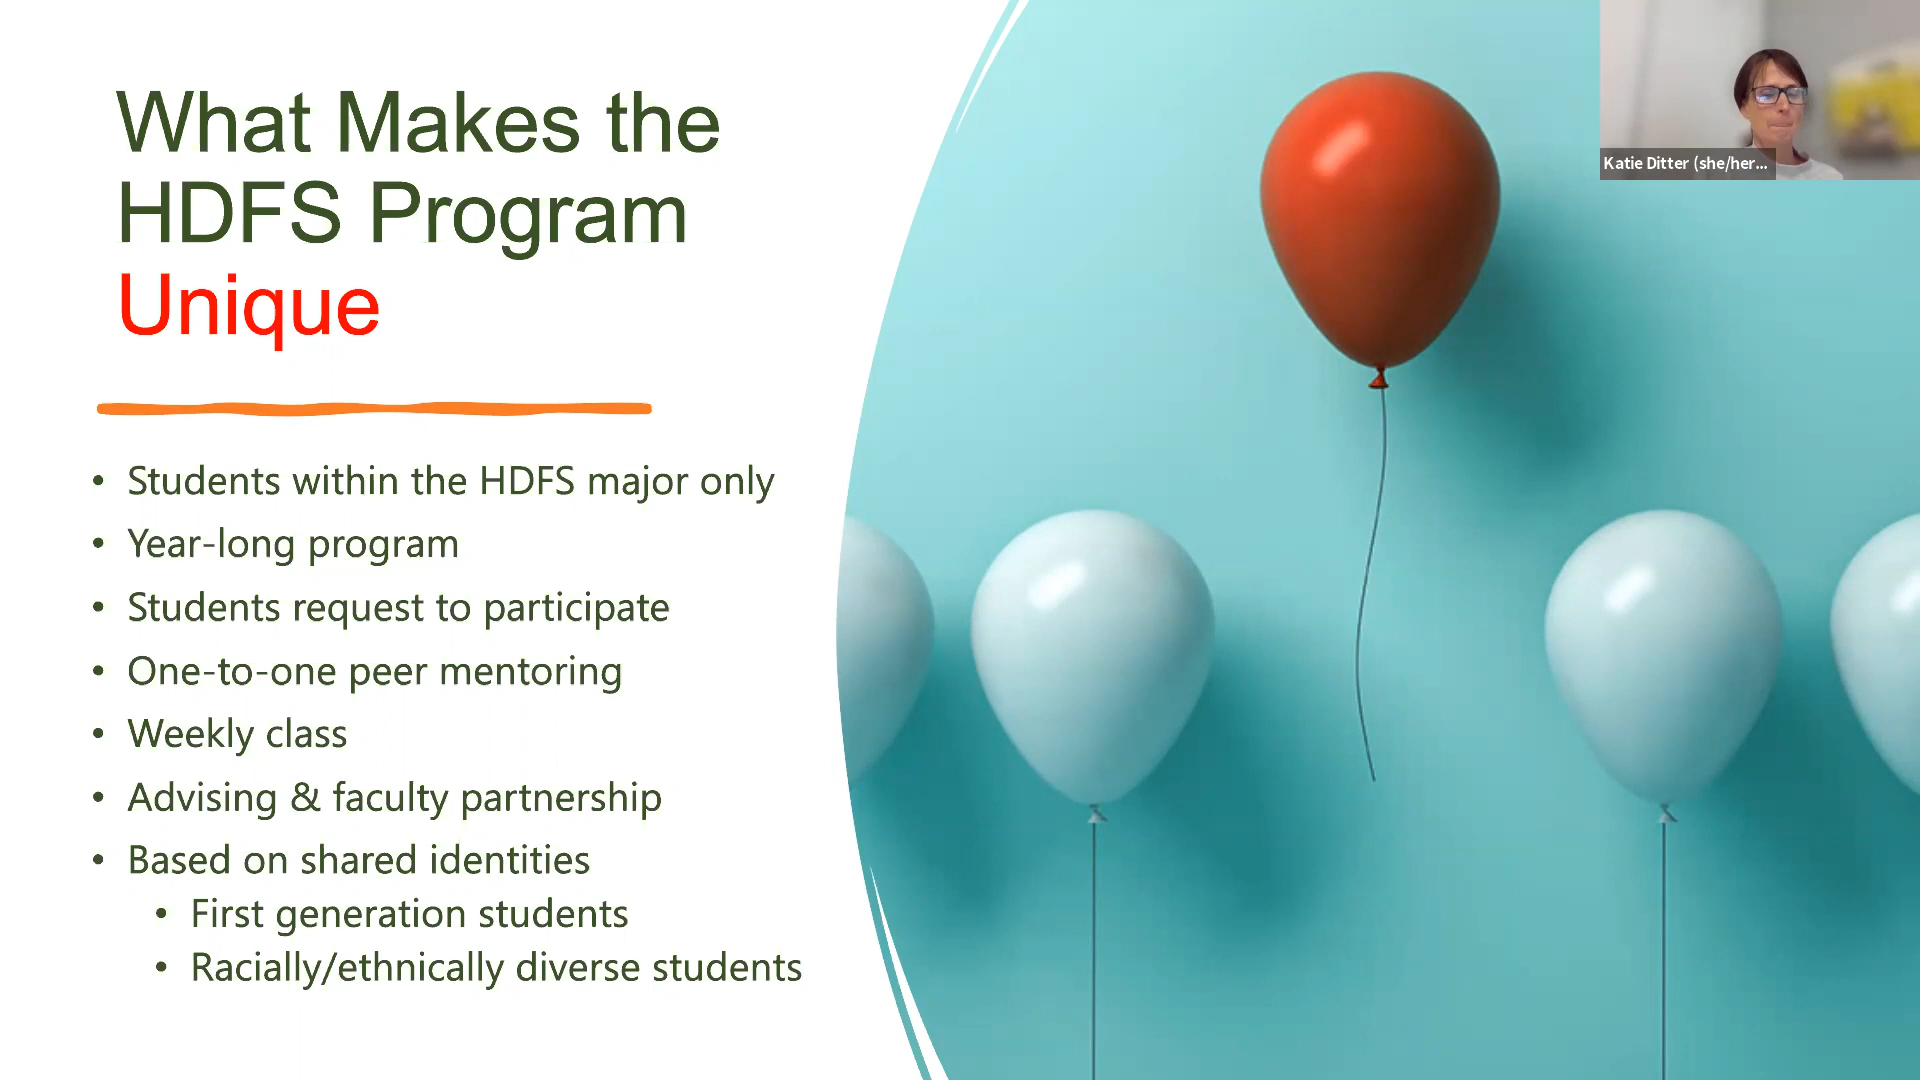 What Makes the
HDFS Program
Unique
• Students within the HDFS major only
• Year-long program
• Students request to participate
• One-to-one peer mentoring
• Weekly class
• Advising & faculty partnership
• Based on shared identities
• First generation students
• Racially/ethnically diverse students
Katie Ditter (she/her...